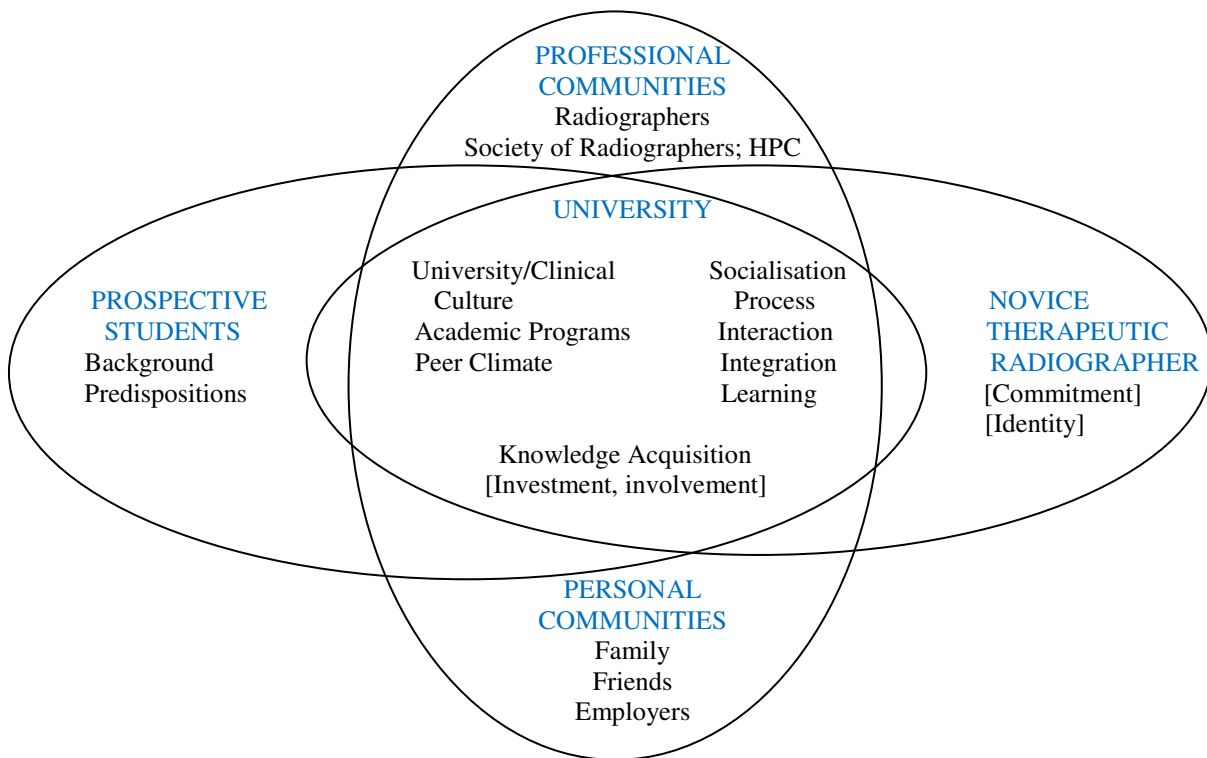 PROFESSIONAL
COMMUNITIES
Radiographers
Society of Radiographers; HPC
UNIVERSITY
PROSPECTIVE
STUDENTS
Background
Predispositions
University/Clinical
Culture
Academic Programs
Peer Climate
Socialisation
Process
Interaction
Integration
Learning
NOVICE
THERAPEUTIC
RADIOGRAPHER
[Commitment]
[Identity]
Knowledge Acquisition
[Investment, involvement]
PERSONAL
COMMUNITIES
Family
Friends
Employers